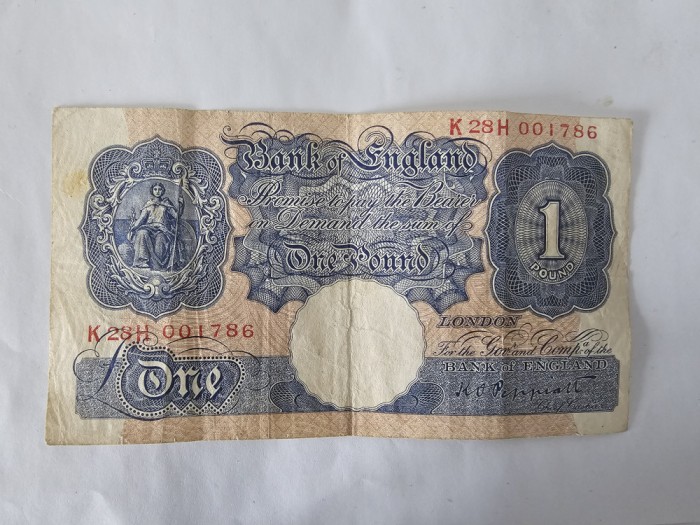 K 28H 001786
Bank of England
Promise to pay the Bearer
on Demand the sum of
One Pound
1
POUND
K 28H 001786
LONDON
For the Gov.r and Comp.a of the
BANK of ENGLAND
£ One
K O Peppiatt